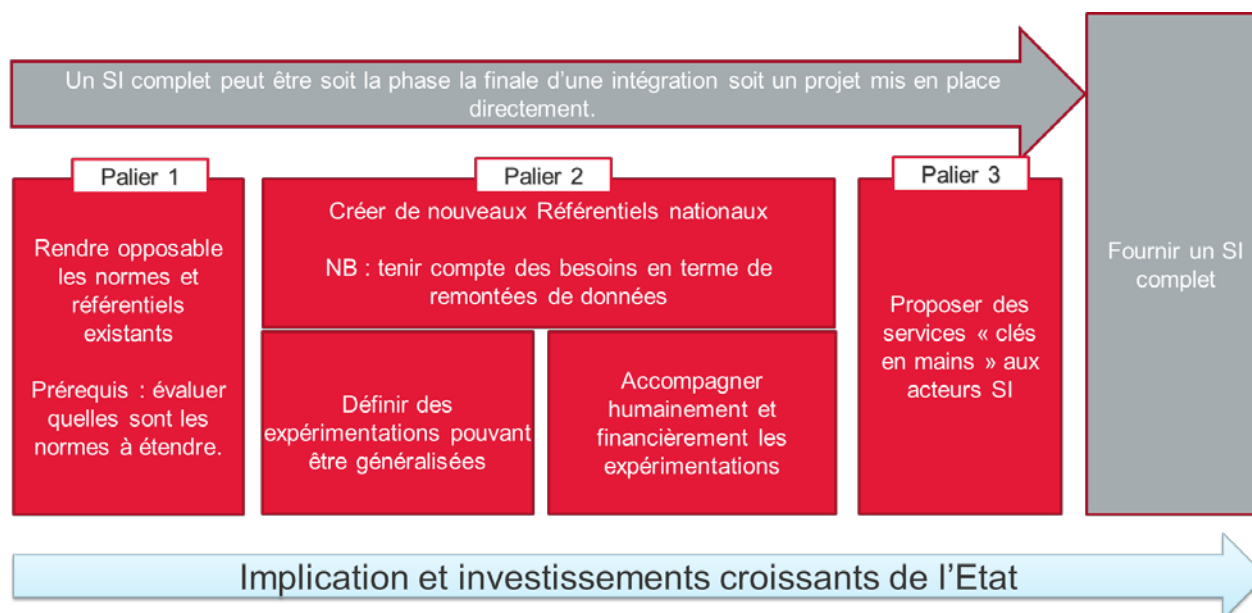 Un SI complet peut être soit la phase la finale d’une intégration soit un projet mis en place
directement.
Palier 1
Rendre opposable
les normes et
référentiels
existants
Prérequis : évaluer
quelles sont les
normes à étendre.
Palier 2
Créer de nouveaux Référentiels nationaux
NB : tenir compte des besoins en terme de
remontées de données
Définir des
expérimentations pouvant
être généralisées
Accompagner
humainement et
financièrement les
expérimentations
Palier 3
Proposer des
services « clés
en mains » aux
acteurs SI
Fournir un SI
complet
Implication et investissements croissants de l’Etat